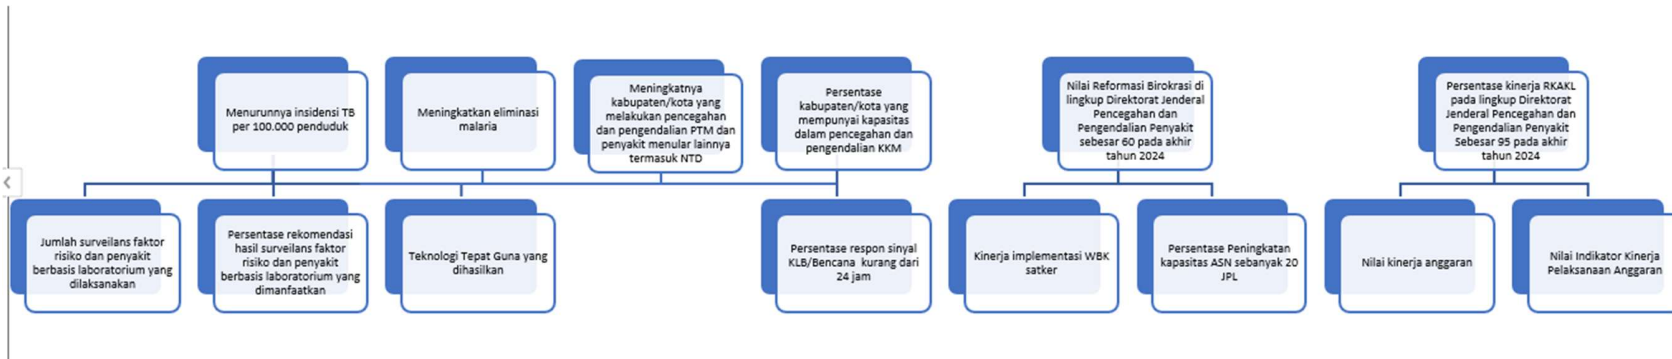 Menurunnya insidensi TB
per 100.000 penduduk
Meningkatkan eliminasi
malaria
Meningkatnya
kabupaten/kota yang
melakukan pencegahan
dan pengendalian PTM dan
penyakit menular lainnya
termasuk NTD
Persentase
kabupaten/kota yang
mempunyai kapasitas
dalam pencegahan dan
pengendalian KKM
Nilai Reformasi Birokrasi di
lingkup Direktorat Jenderal
Pencegahan dan
Pengendalian Penyakit
sebesar 60 pada akhir
tahun 2024
Persentase kinerja RKAKL
pada lingkup Direktorat
Jenderal Pencegahan dan
Pengendalian Penyakit
Sebesar 95 pada akhir
tahun 2024
Jumlah surveilans faktor
risiko dan penyakit
berbasis laboratorium yang
dilaksanakan
Persentase rekomendasi
hasil surveilans faktor
risiko dan penyakit
berbasis laboratorium yang
dimanfaatkan
Teknologi Tepat Guna yang
dihasilkan
Persentase respon sinyal
KLB/Bencana kurang dari
24 jam
Kinerja implementasi WBK
satker
Persentase Peningkatan
kapasitas ASN sebanyak 20
JPL
Nilai kinerja anggaran
Nilai Indikator Kinerja
Pelaksanaan Anggaran